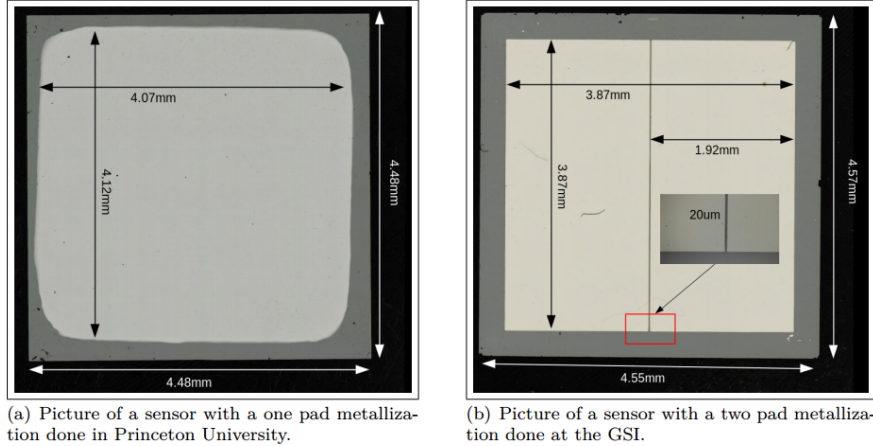 4.07mm
4.12mm
4.48mm
4.48mm
(a) Picture of a sensor with a one pad metalliza-
tion done in Princeton University.
3.87mm
1.92mm
3.87mm
20um
4.57mm
4.55mm
(b) Picture of a sensor with a two pad metalliza-
tion done at the GSI.